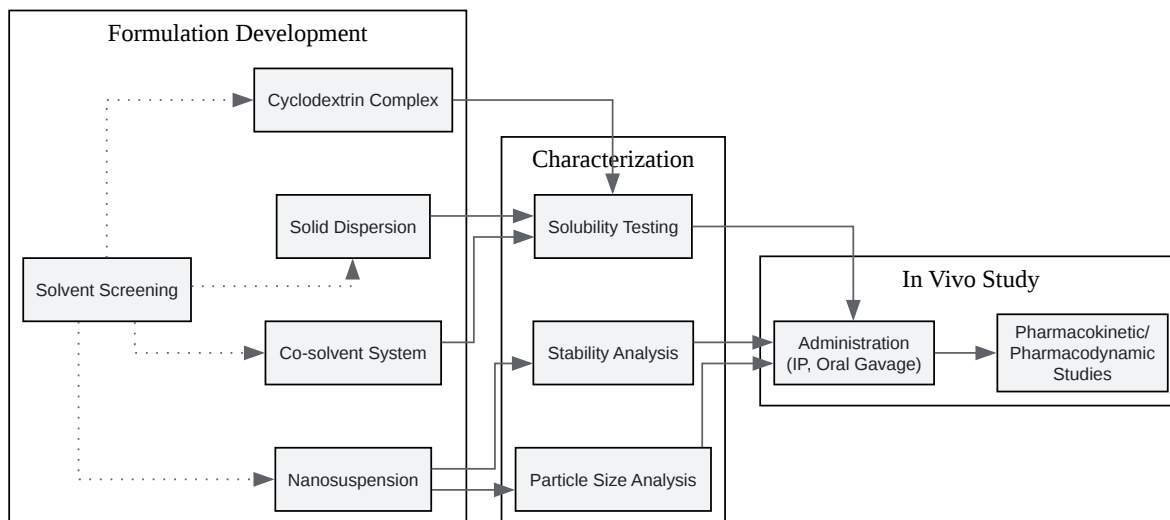 Formulation Development
Cyclodextrin Complex
Characterization
Solid Dispersion
Solubility Testing
Solvent Screening
In Vivo Study
Co-solvent System
Stability Analysis
Administration
(IP, Oral Gavage)
Pharmacokinetic/
Pharmacodynamic
Studies
Nanosuspension
Particle Size Analysis